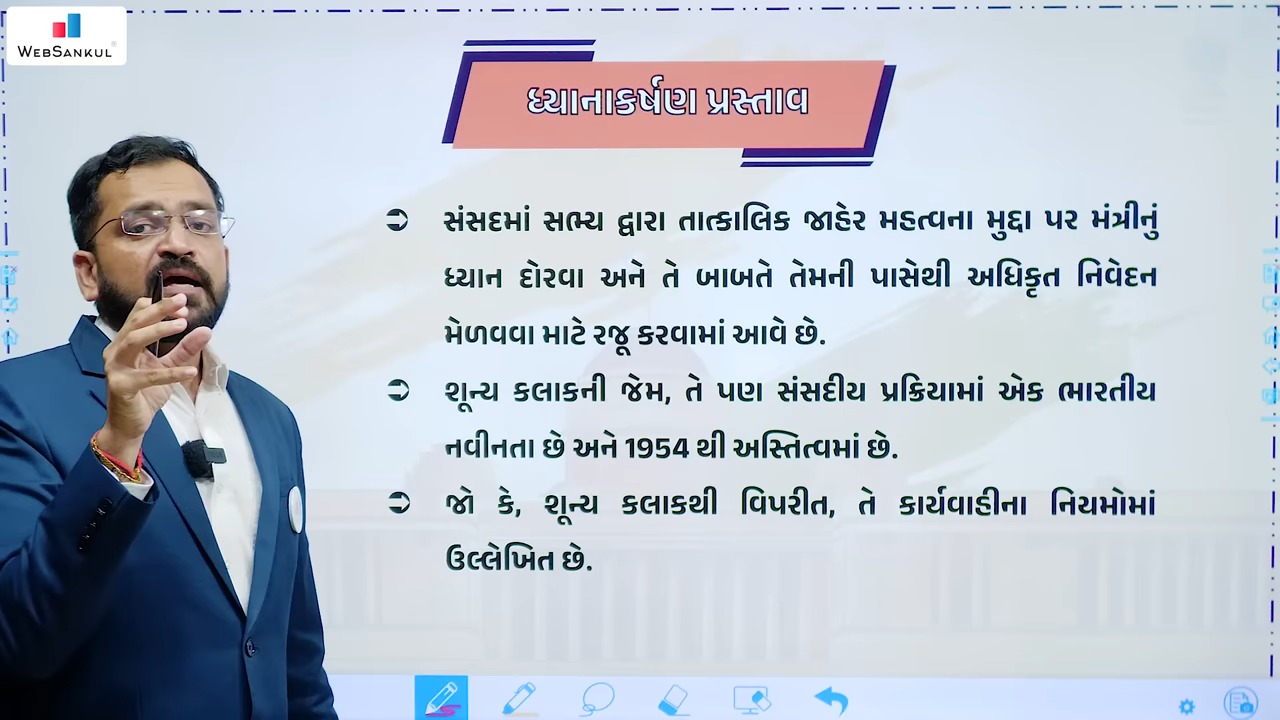 WEBSANKUL
ધ્યાનાકર્ષણ પ્રસ્તાવ
સંસદમાં સભ્ય દ્વારા તાત્કાલિક જાહેર મહત્વના મુદ્દા પર મંત્રીનું
ધ્યાન દોરવા અને તે બાબતે તેમની પાસેથી અધિકૃત નિવેદન
મેળવવા માટે રજૂ કરવામાં આવે છે.
શૂન્ય કલાકની જેમ, તે પણ સંસદીય પ્રક્રિયામાં એક ભારતીય
નવીનતા છે અને 1954 થી અસ્તિત્વમાં છે.
જો કે, શૂન્ય કલાકથી વિપરીત, તે કાર્યવાહીના નિયમોમાં
ઉલ્લેખિત છે.